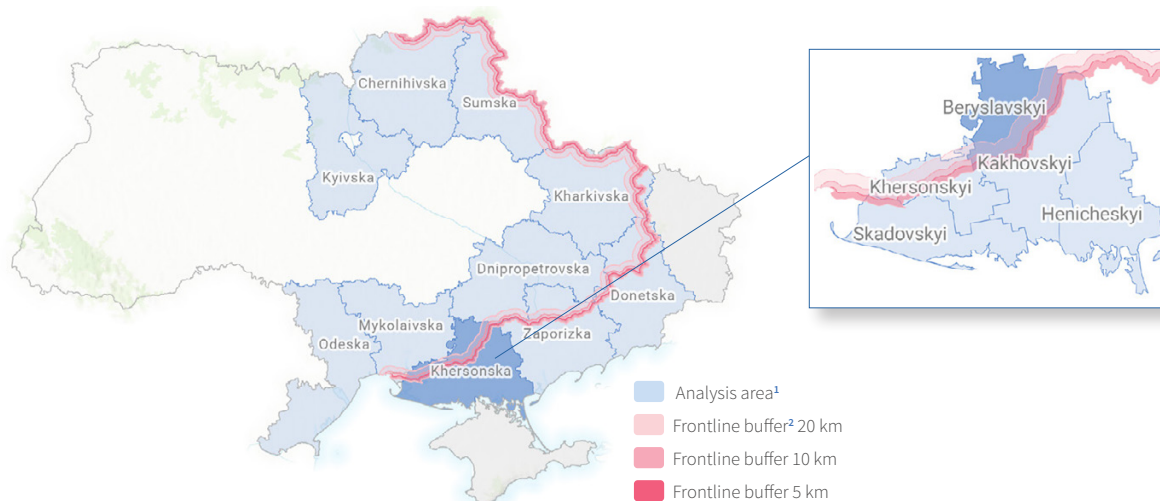 Chernihivska
Sumska
Kyivska
Kharkivska
Dnipropetrovska
Donetska
Mykolaivska
Zaporizka
Odeska
Khersonska
Beryslavskyi
Kakhovskyi
Khersonskyi
Henicheskyi
Skadovskyi
Analysis area¹
Frontline buffer² 20 km
Frontline buffer 10 km
Frontline buffer 5 km